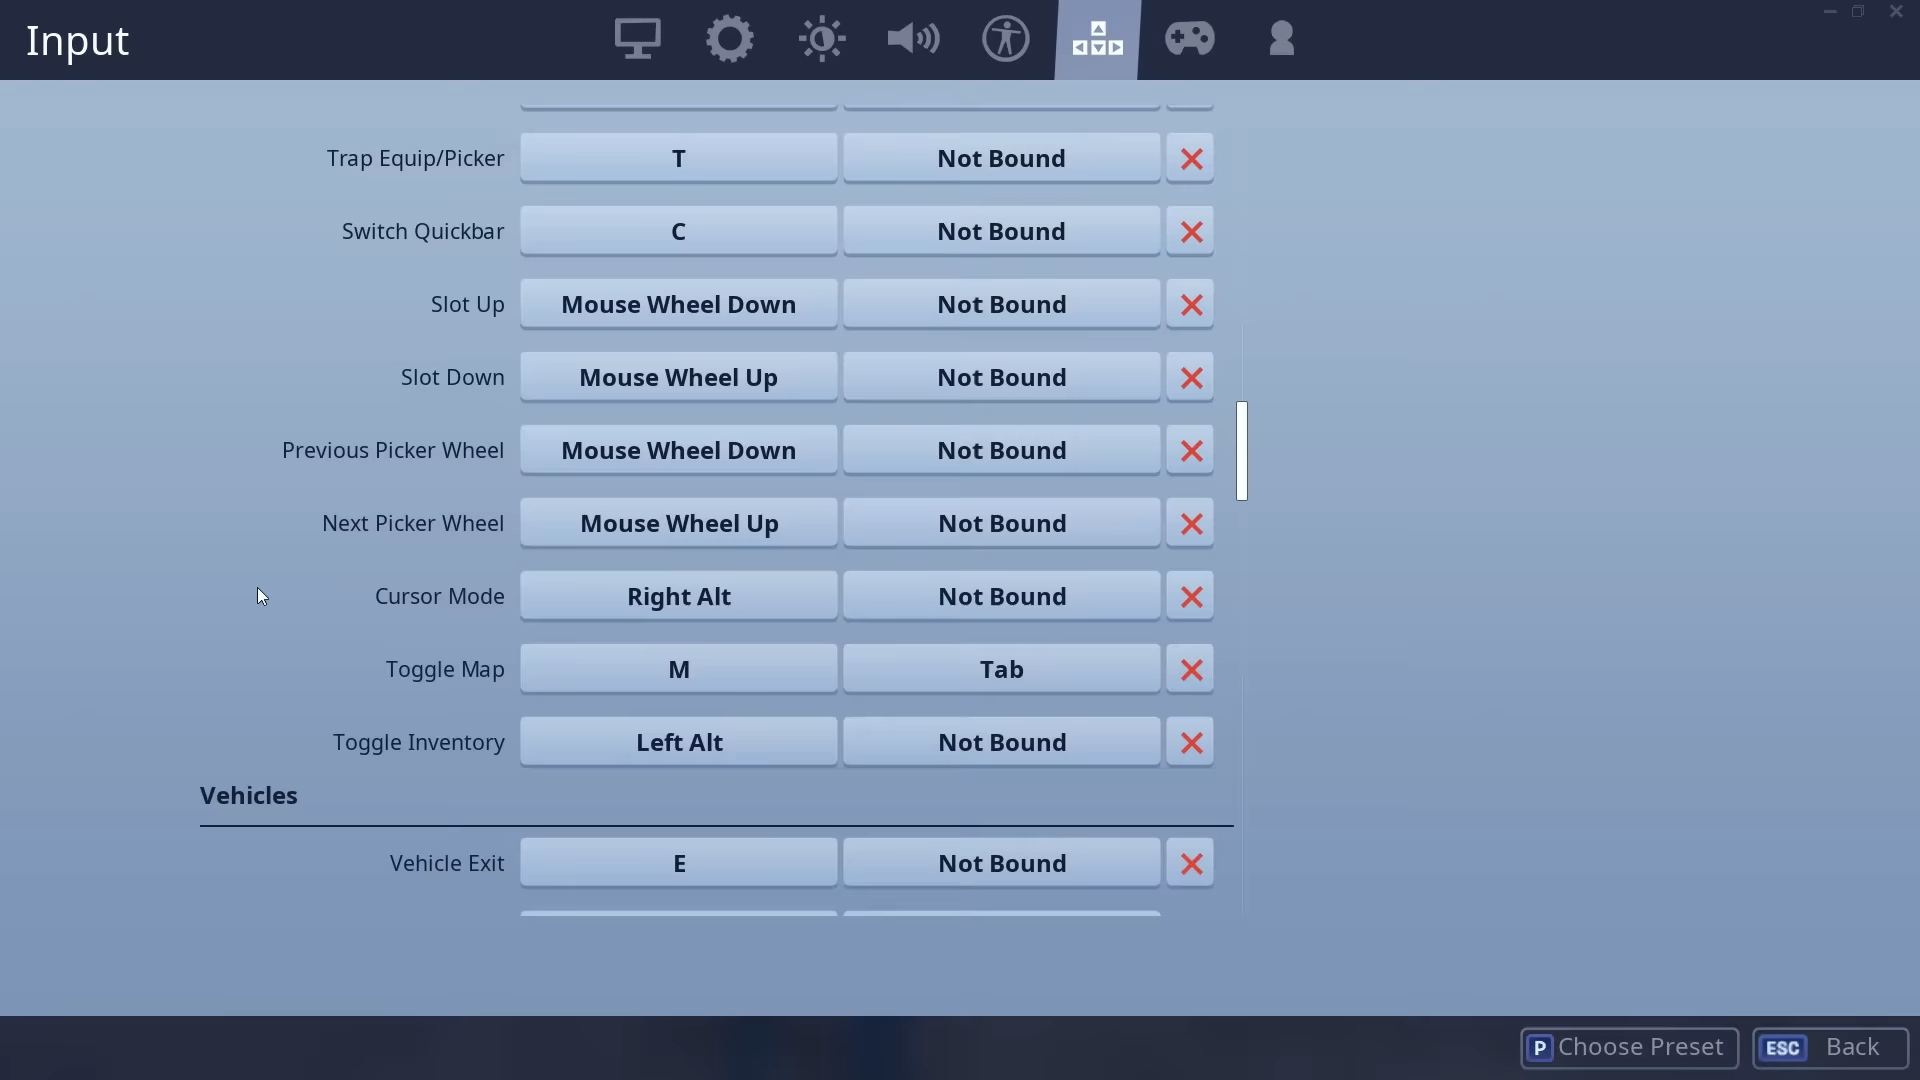 Input
Trap Equip/Picker T Not Bound
Switch Quickbar C Not Bound
Slot Up Mouse Wheel Down Not Bound
Slot Down Mouse Wheel Up Not Bound
Previous Picker Wheel Mouse Wheel Down Not Bound
Next Picker Wheel Mouse Wheel Up Not Bound
Cursor Mode Right Alt Not Bound
Toggle Map M Tab
Toggle Inventory Left Alt Not Bound
Vehicles
Vehicle Exit E Not Bound
P Choose Preset ESC Back